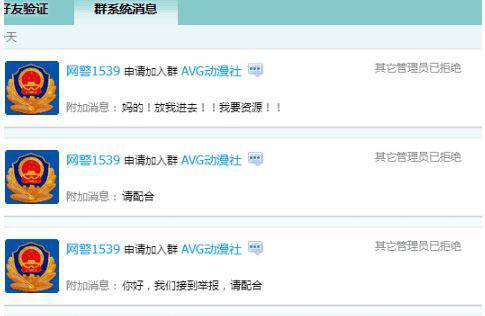 好友验证 群系统消息
一天
网警1539 申请加入群 AVG动漫社 其它管理员已拒绝
附加消息：妈的！放我进去！！我要资源！！
网警1539 申请加入群 AVG动漫社 其它管理员已拒绝
附加消息：请配合
网警1539 申请加入群 AVG动漫社 其它管理员已拒绝
附加消息：你好，我们接到举报，请配合